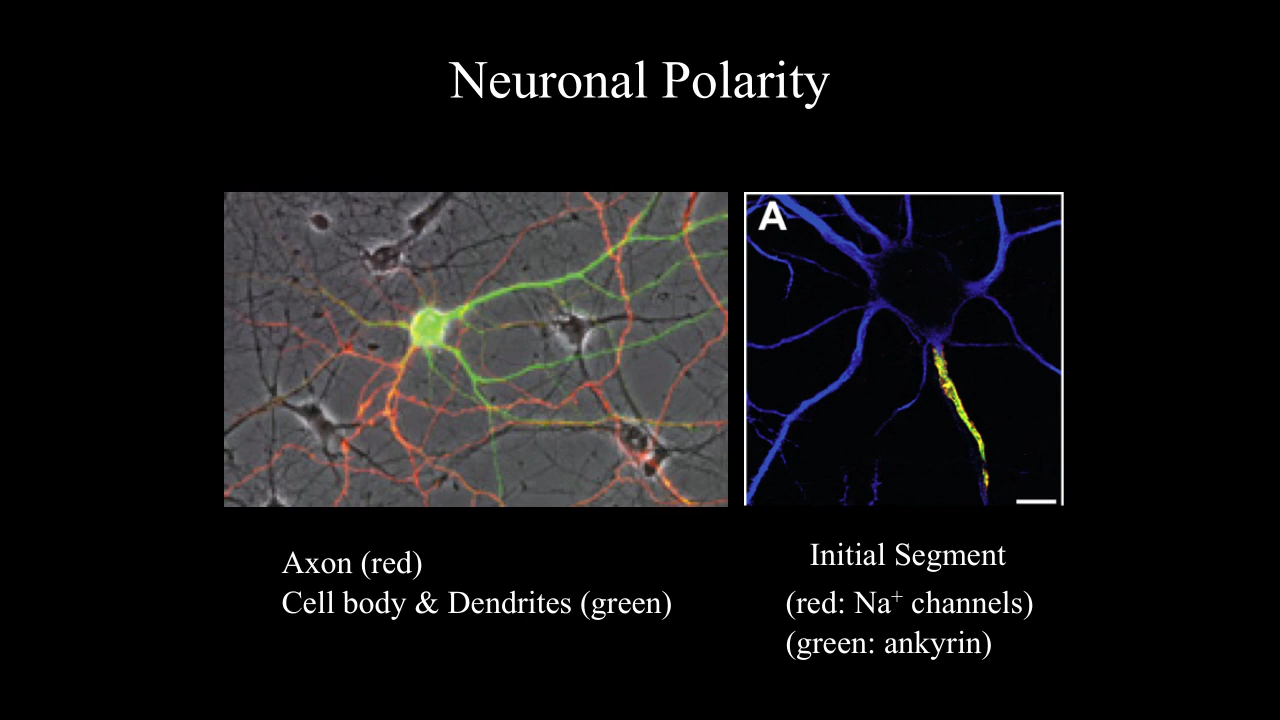 Neuronal Polarity
A
Axon (red)
Cell body & Dendrites (green)
Initial Segment
(red: Na⁺ channels)
(green: ankyrin)